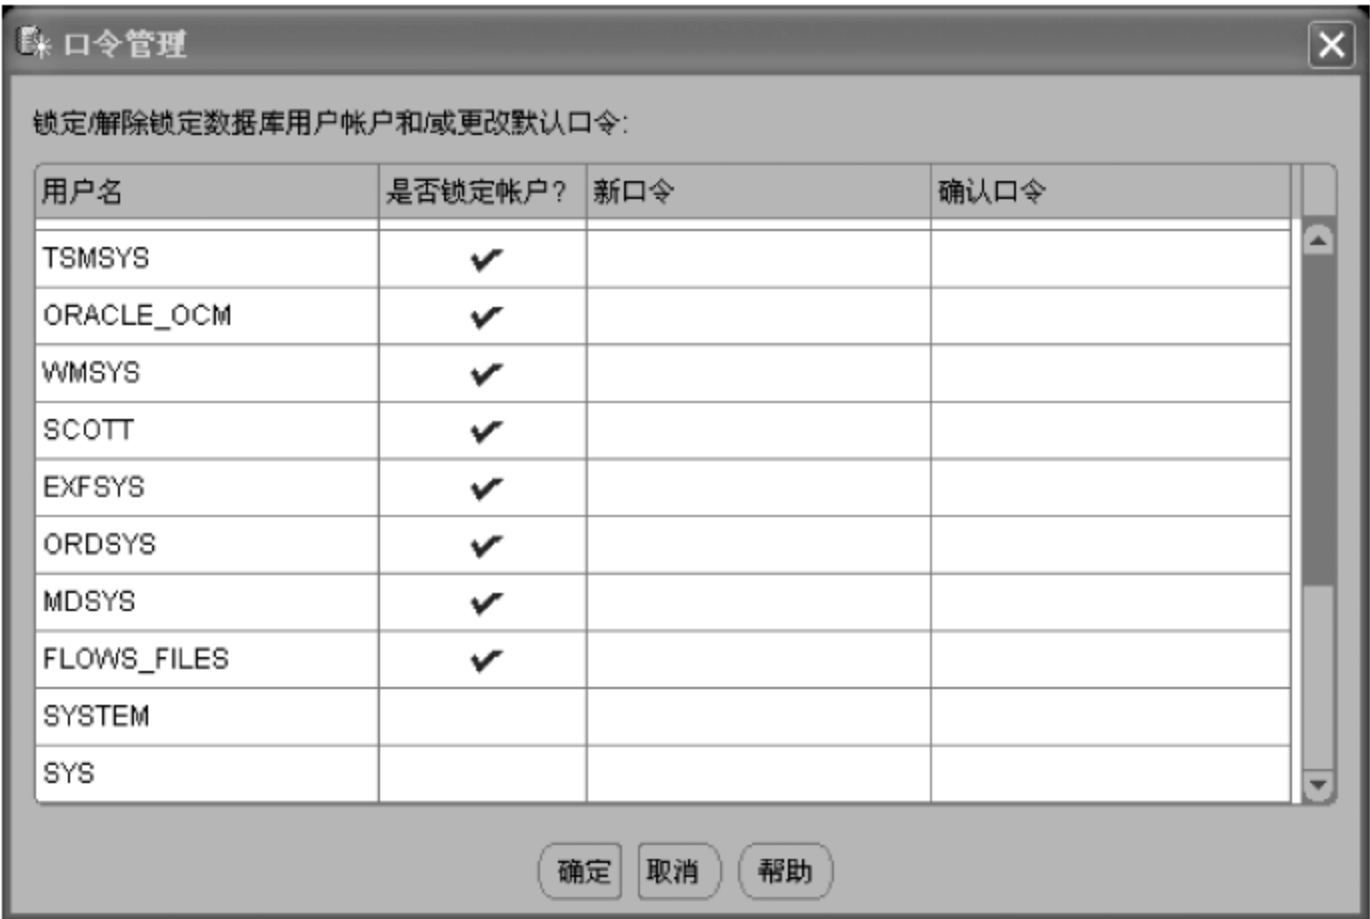 口令管理
锁定/解除锁定数据库用户帐户和/或更改默认口令:
用户名 是否锁定帐户? 新口令 确认口令
TSMSYS
ORACLE_OCM
WMSYS
SCOTT
EXFSYS
ORDSYS
MDSYS
FLOWS_FILES
SYSTEM
SYS
确定 取消 帮助